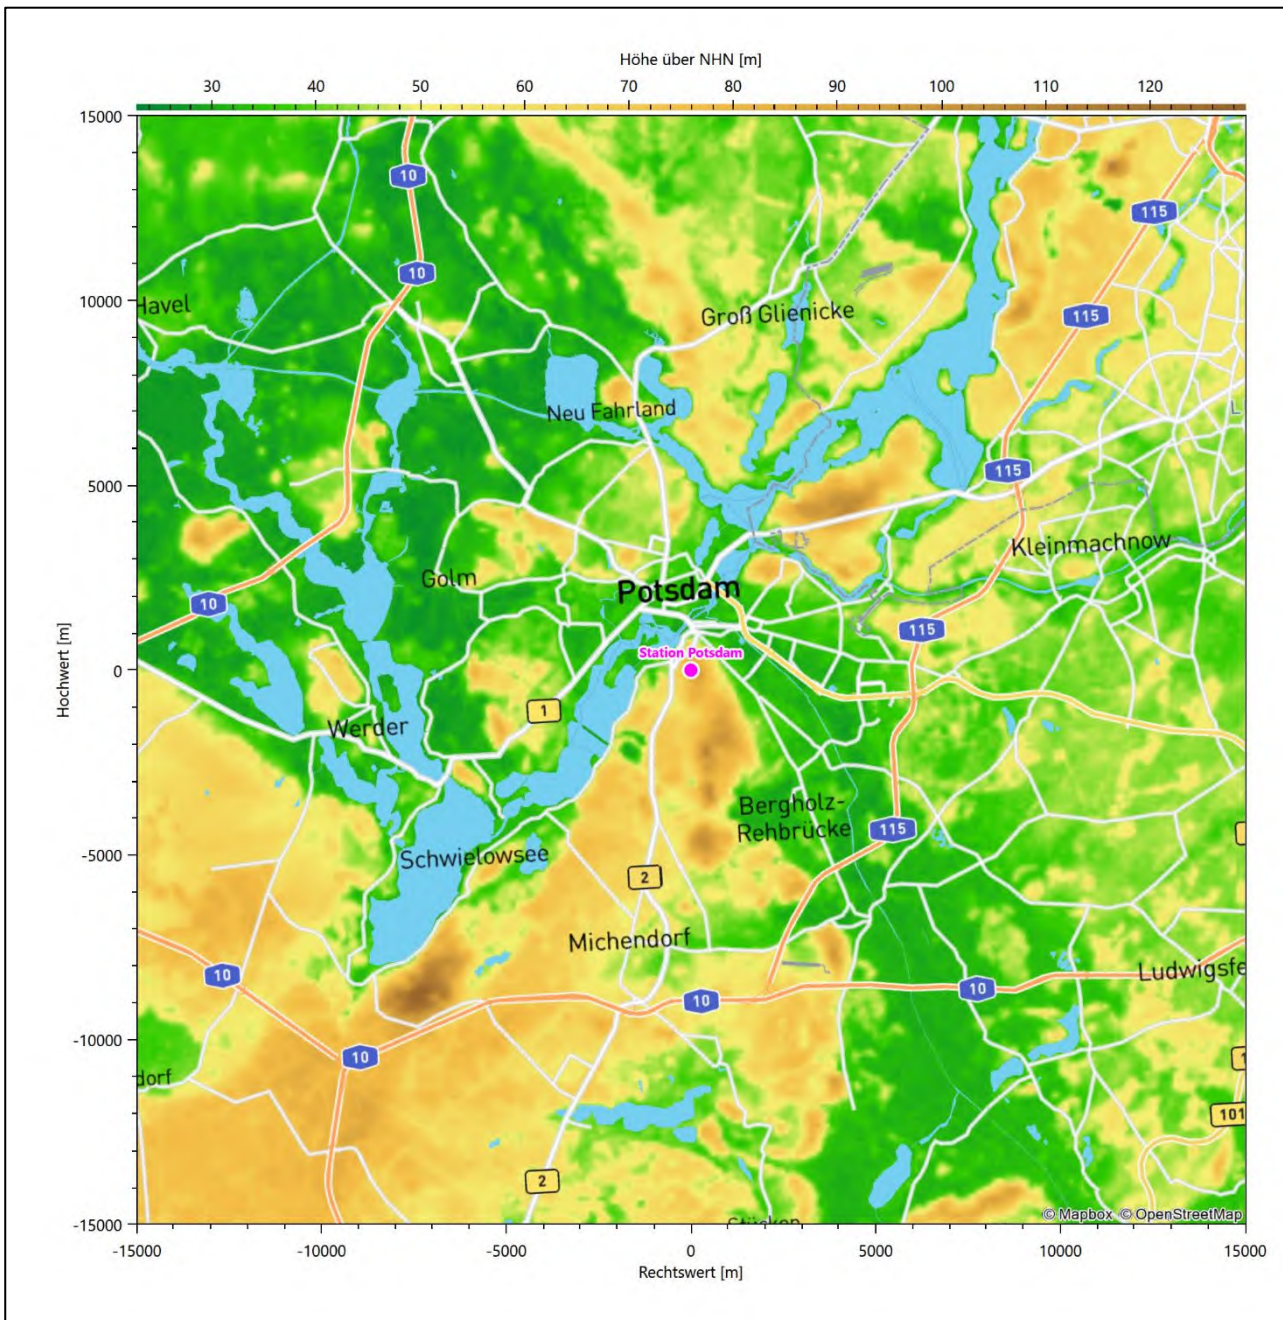 Höhe über NHN [m]
30 40 50 60 70 80 90 100 110 120
15000
10
115
10
10000
Havel
Groß Glienicke
115
Neu Fahrland
5000
115
Kleinmachnow
Golm
Potsdam
10
115
Station Potsdam
0
Hochwert [m]
1
Werder
Bergholz-
Rehbrücke
115
-5000
Schwielowsee
2
Michendorf
10
10
10
Ludwigsfe
-10000
10
dorf
101
2
Stücken
-15000
© Mapbox © OpenStreetMap
-15000 -10000 -5000 0 5000 10000 15000
Rechtswert [m]